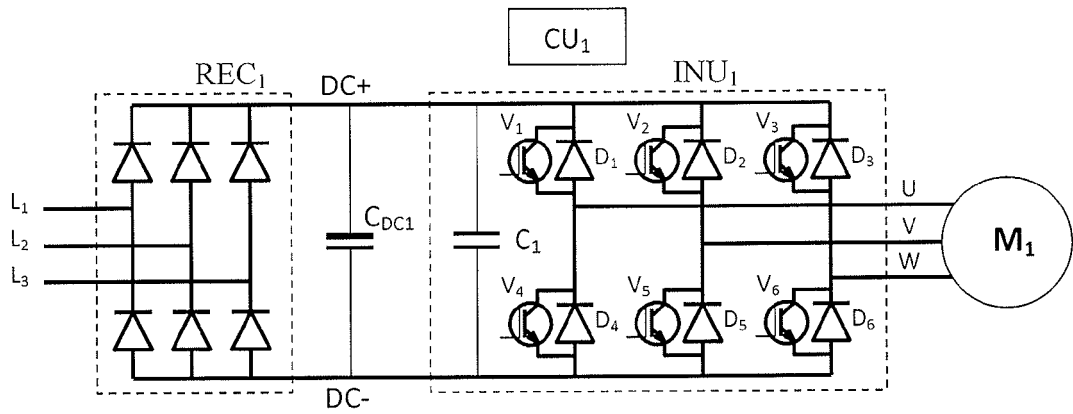 CU₁
REC₁
DC+
INU₁
V₁
V₂
V₃
D₁
D₂
D₃
L₁
L₂
L₃
C_DC1
C₁
U
V
W
M₁
V₄
V₅
V₆
D₄
D₅
D₆
DC-